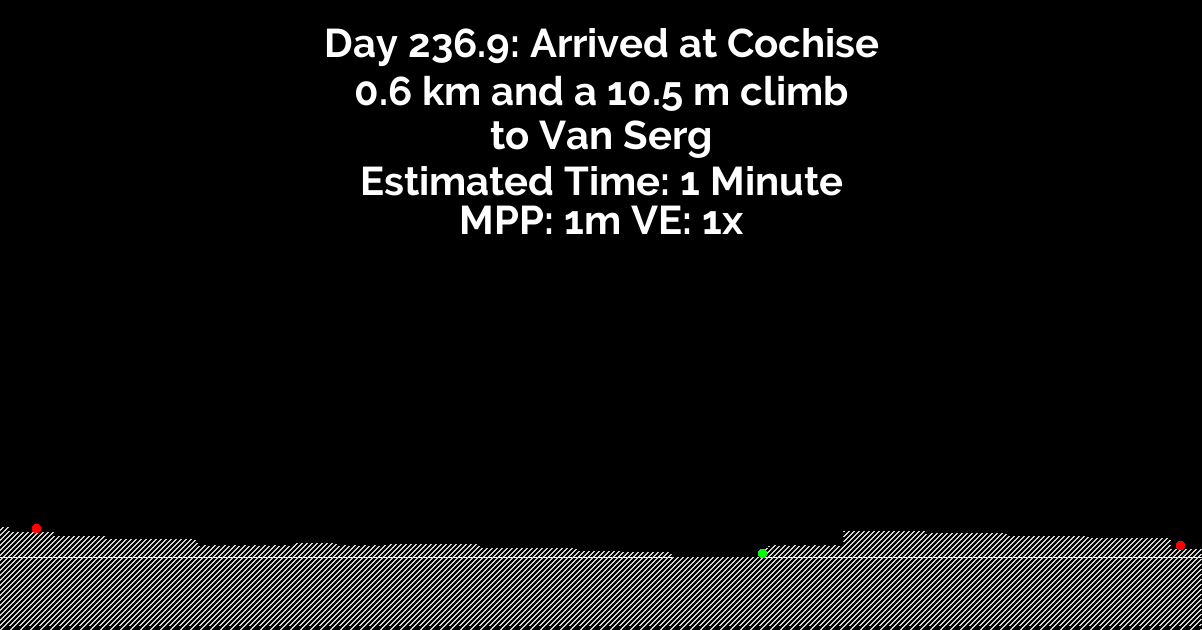 Day 236.9: Arrived at Cochise
0.6 km and a 10.5 m climb
to Van Serg
Estimated Time: 1 Minute
MPP: 1m VE: 1x